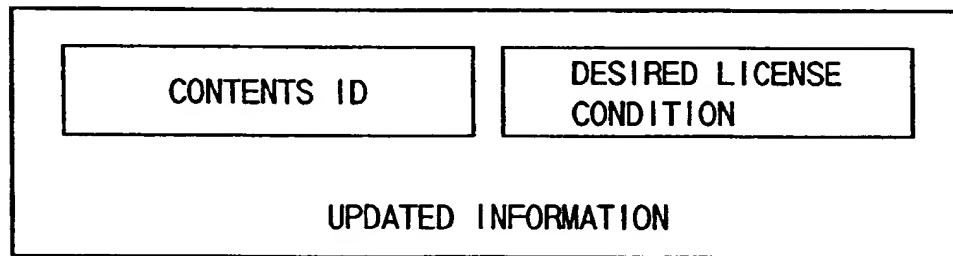 CONTENTS ID
DESIRED LICENSE
CONDITION
UPDATED INFORMATION